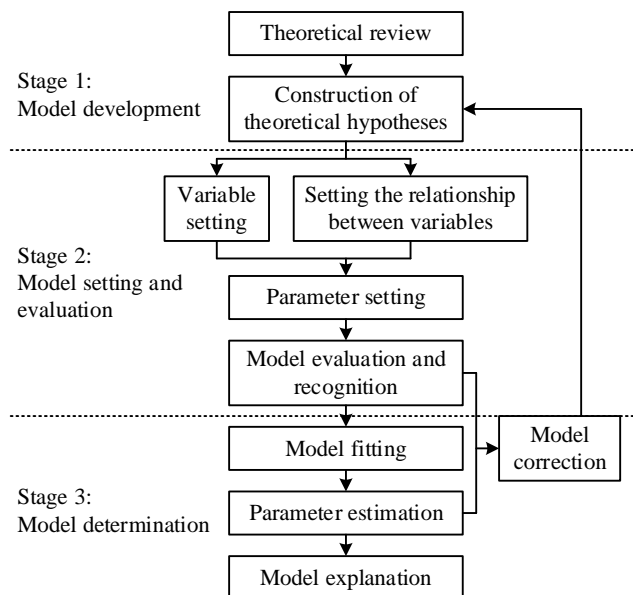 Theoretical review
Stage 1:
Model development
Construction of
theoretical hypotheses
Variable
setting
Setting the relationship
between variables
Stage 2:
Model setting and
evaluation
Parameter setting
Model evaluation and
recognition
Model fitting
Model
correction
Stage 3:
Model determination
Parameter estimation
Model explanation